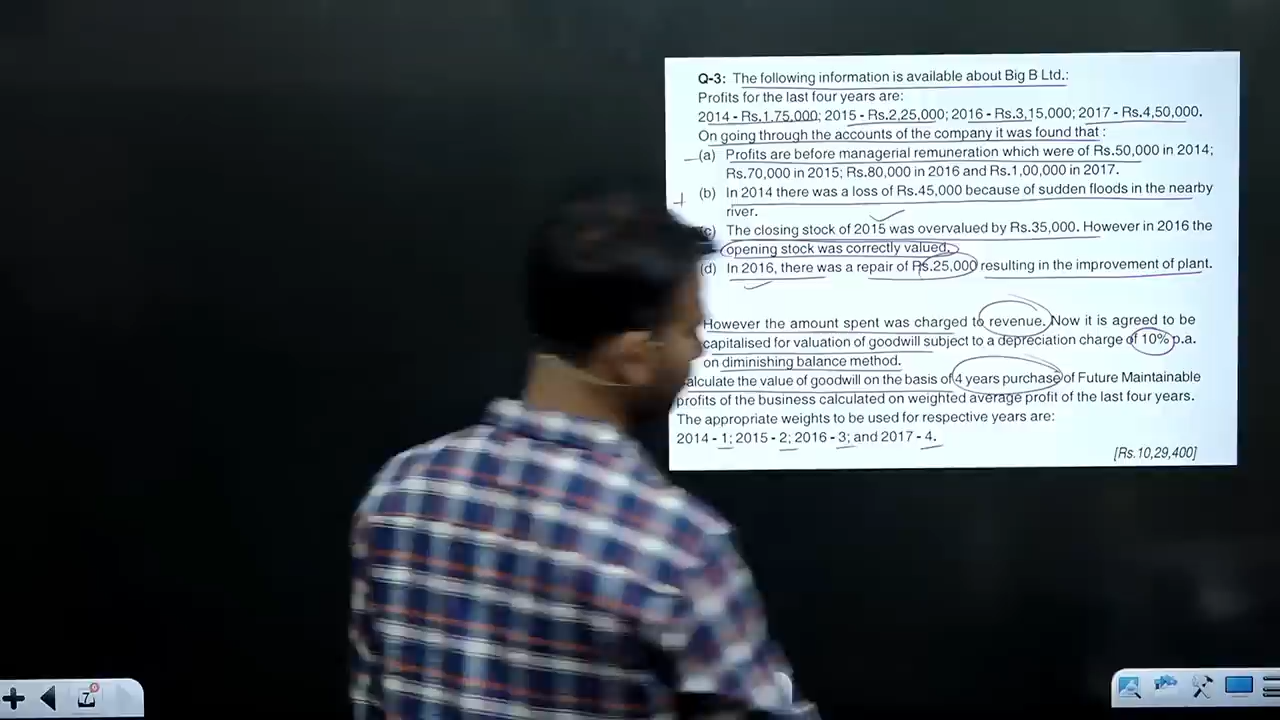 Q-3: The following information is available about Big B Ltd.:
Profits for the last four years are:
2014 - Rs.1,75,000; 2015 - Rs.2,25,000; 2016 - Rs.3,15,000; 2017 - Rs.4,50,000.
On going through the accounts of the company it was found that :
(a) Profits are before managerial remuneration which were of Rs.50,000 in 2014;
Rs.70,000 in 2015; Rs.80,000 in 2016 and Rs.1,00,000 in 2017.
(b) In 2014 there was a loss of Rs.45,000 because of sudden floods in the nearby
river.
(c) The closing stock of 2015 was overvalued by Rs.35,000. However in 2016 the
opening stock was correctly valued.
(d) In 2016, there was a repair of Rs.25,000 resulting in the improvement of plant.
However the amount spent was charged to revenue. Now it is agreed to be
capitalised for valuation of goodwill subject to a depreciation charge of 10% p.a.
on diminishing balance method.
alculate the value of goodwill on the basis of 4 years purchase of Future Maintainable
profits of the business calculated on weighted average profit of the last four years.
The appropriate weights to be used for respective years are:
2014 - 1; 2015 - 2; 2016 - 3; and 2017 - 4.
[Rs.10,29,400]
7